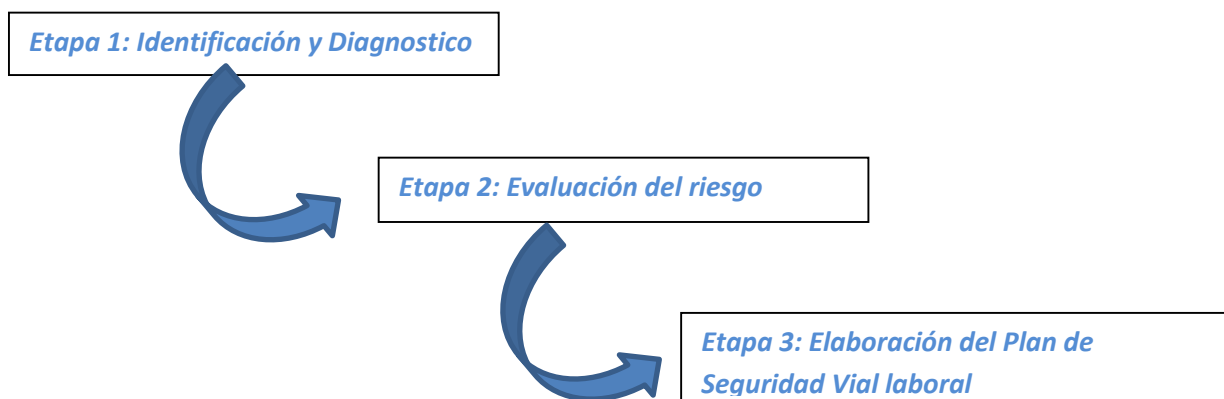 Etapa 1: Identificación y Diagnostico
Etapa 2: Evaluación del riesgo
Etapa 3: Elaboración del Plan de
Seguridad Vial laboral